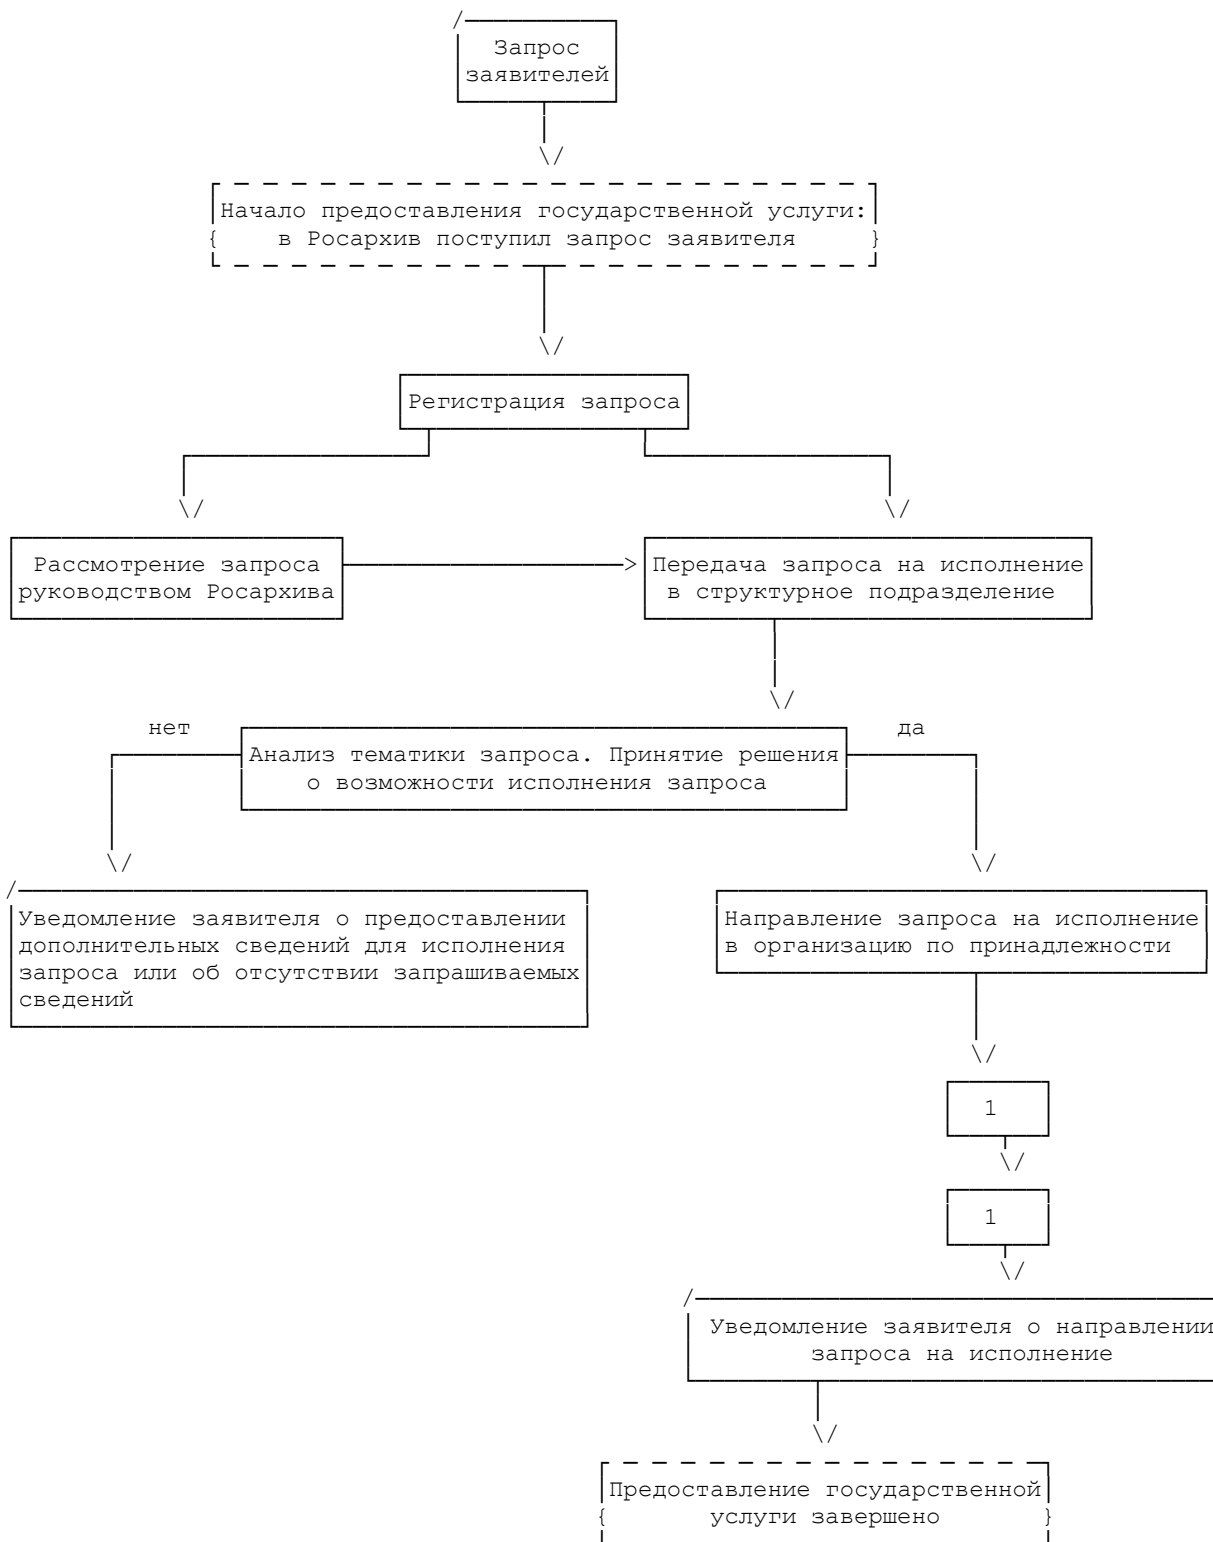 Запрос
заявителей
Начало предоставления государственной услуги:
в Росархив поступил запрос заявителя
Регистрация запроса
Рассмотрение запроса
руководством Росархива
Передача запроса на исполнение
в структурное подразделение
нет
да
Анализ тематики запроса. Принятие решения
о возможности исполнения запроса
Уведомление заявителя о предоставлении
дополнительных сведений для исполнения
запроса или об отсутствии запрашиваемых
сведений
Направление запроса на исполнение
в организацию по принадлежности
1
1
Уведомление заявителя о направлении
запроса на исполнение
Предоставление государственной
услуги завершено